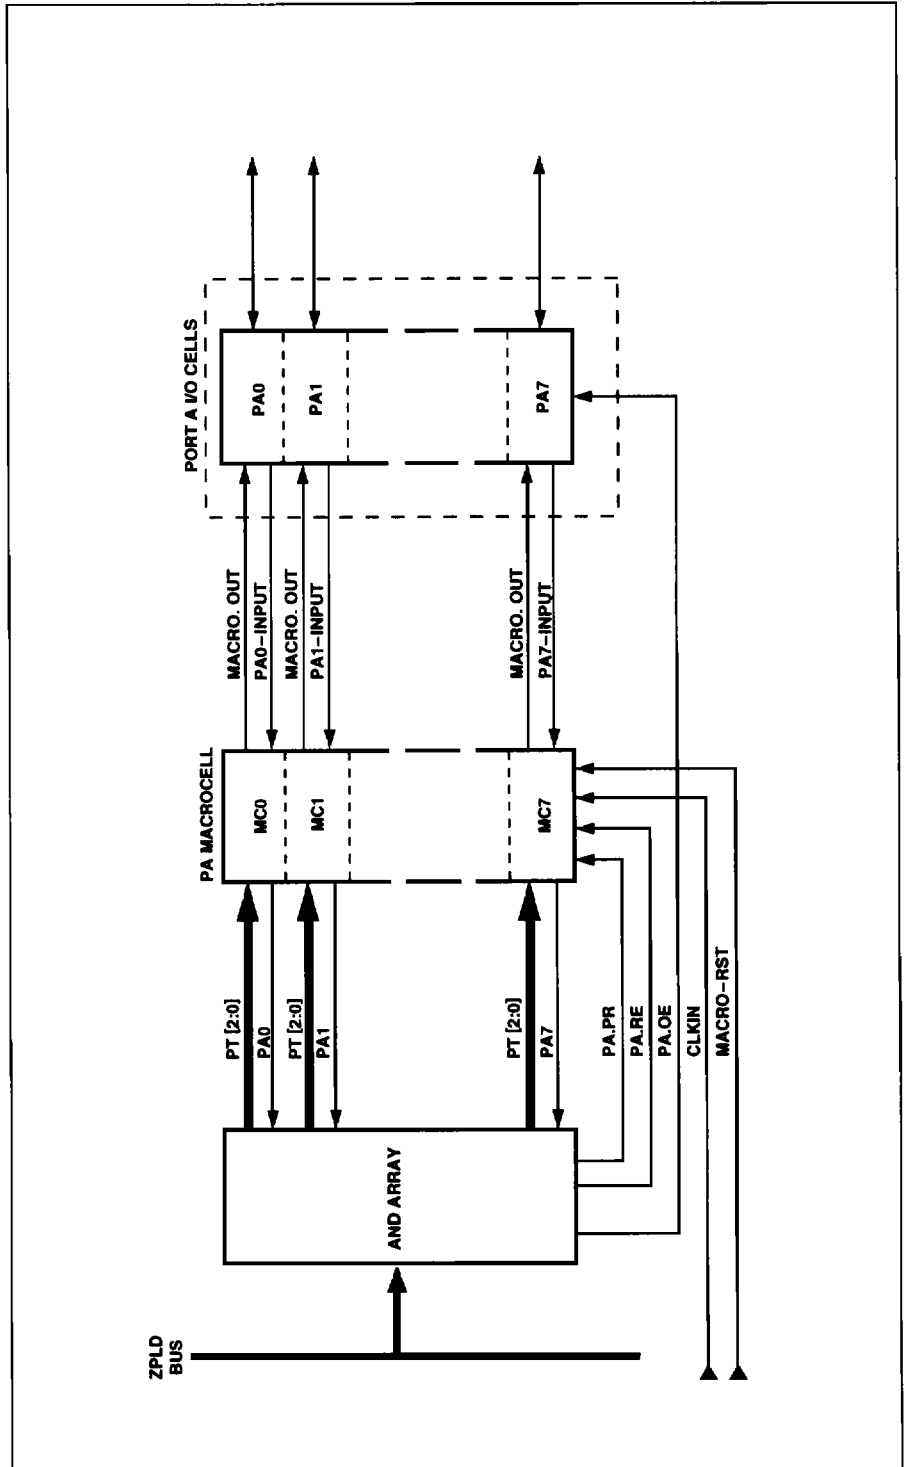 ZPLD
BUS
AND ARRAY
PT [2:0]
PA0
PT [2:0]
PA1
PT [2:0]
PA7
PA.PR
PA.RE
PA.OE
CLKIN
MACRO–RST
PA MACROCELL
MC0
MC1
MC7
MACRO. OUT
PA0–INPUT
MACRO. OUT
PA1–INPUT
MACRO. OUT
PA7–INPUT
PORT A I/O CELLS
PA0
PA1
PA7